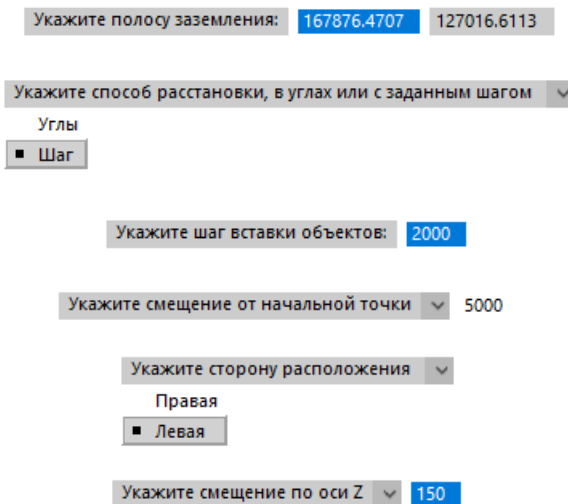 Укажите полосу заземления: 167876.4707 127016.6113
Укажите способ расстановки, в углах или с заданным шагом
Углы
Шаг
Укажите шаг вставки объектов: 2000
Укажите смещение от начальной точки 5000
Укажите сторону расположения
Правая
Левая
Укажите смещение по оси Z 150